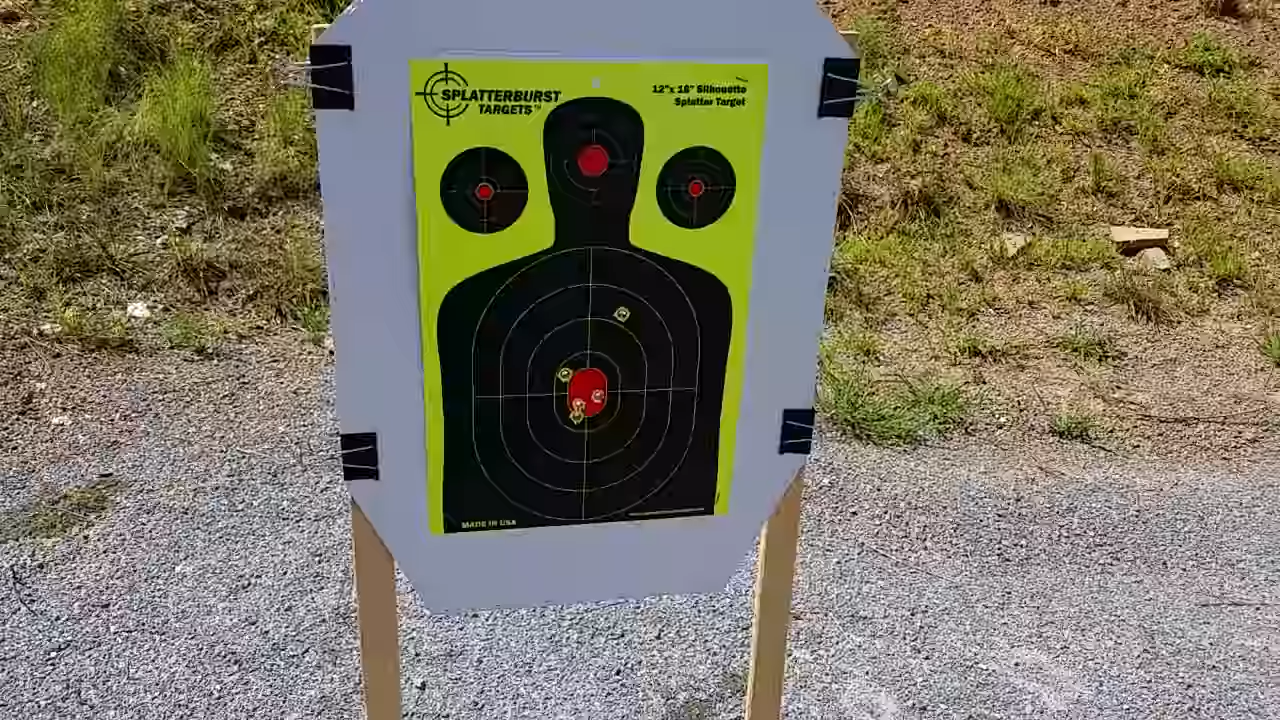 SPLATTERBURST
TARGETS™
12"x 18" Silhouette
Splatter Target
MADE IN USA